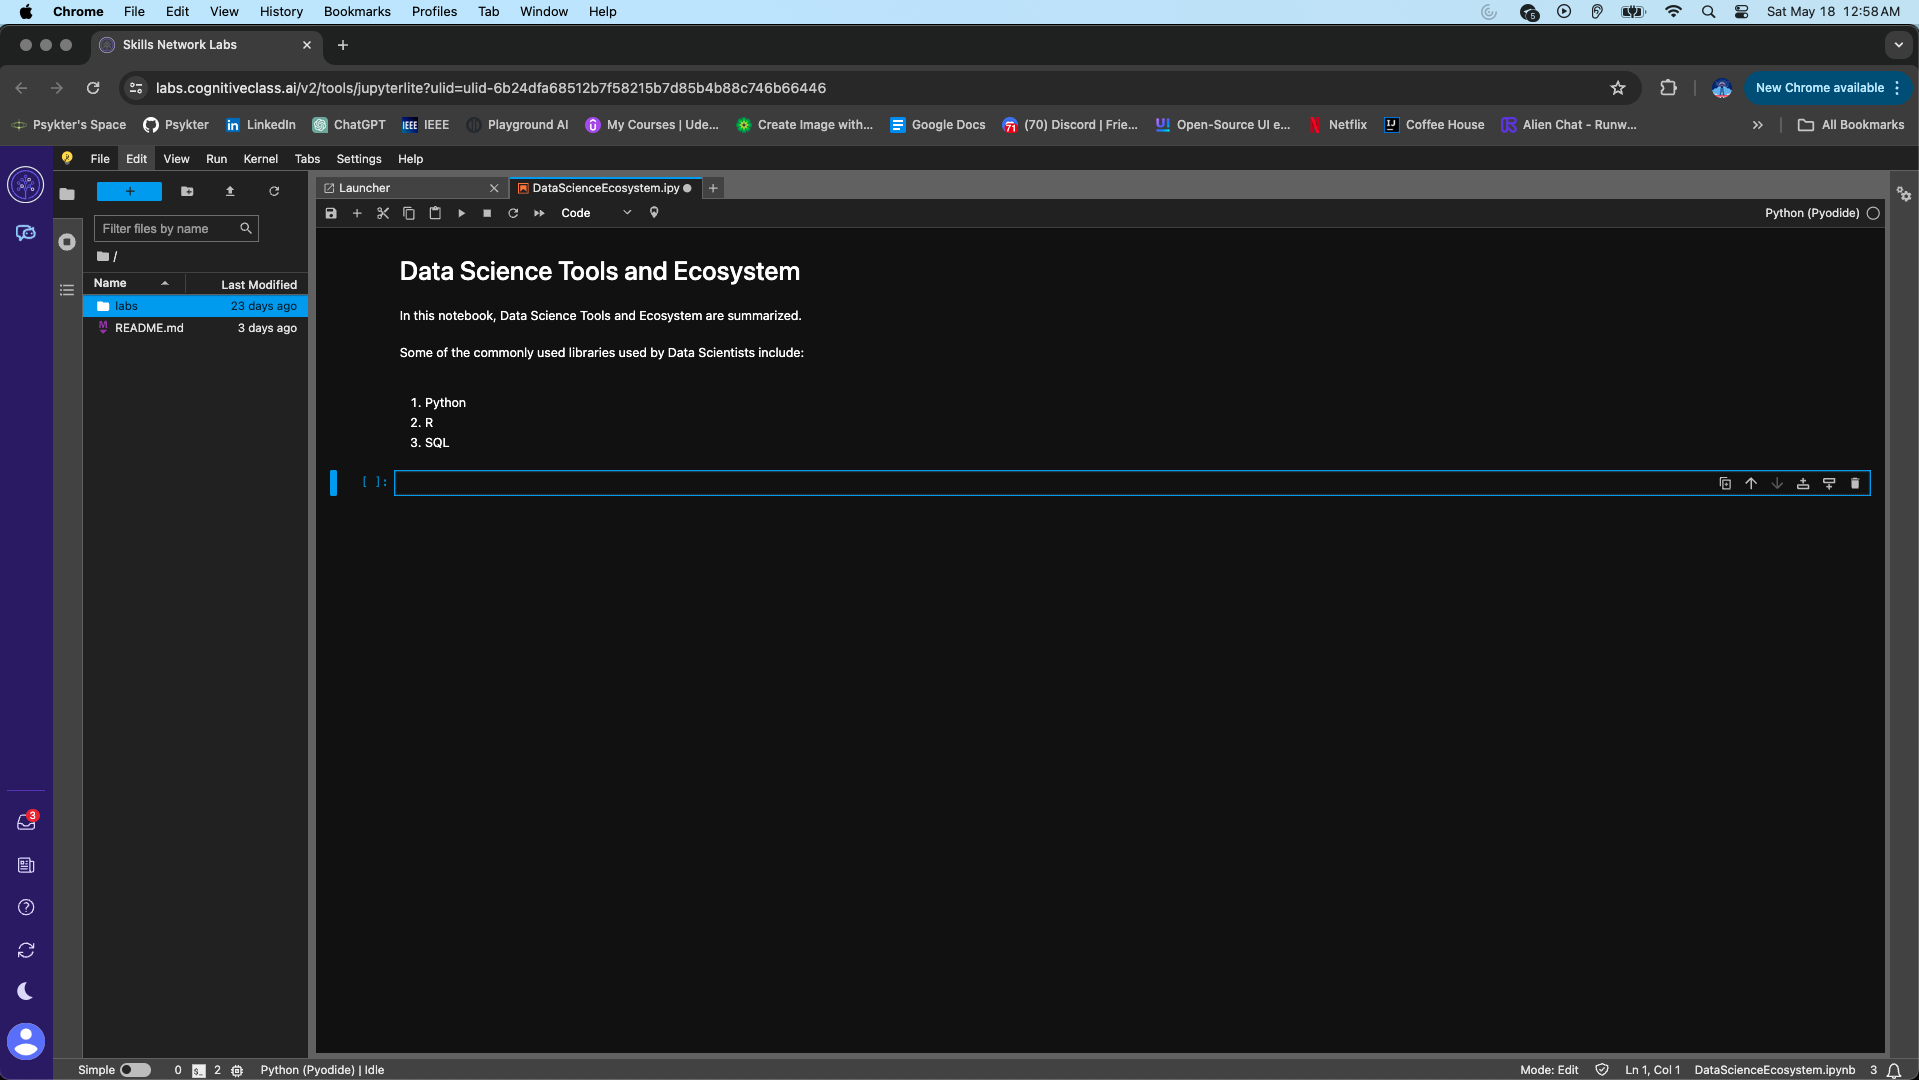 Chrome File Edit View History Bookmarks Profiles Tab Window Help 5 Sat May 18 12:58 AM
Skills Network Labs
labs.cognitiveclass.ai/v2/tools/jupyterlite?ulid=ulid-6b24dfa68512b7f58215b7d85b4b88c746b66446 New Chrome available
Psykter's Space Psykter LinkedIn ChatGPT IEEE IEEE Playground AI My Courses | Ude... Create Image with... Google Docs 71 (70) Discord | Frie... Open-Source UI e... Netflix Coffee House Alien Chat - Runw... » All Bookmarks
File Edit View Run Kernel Tabs Settings Help
Launcher DataScienceEcosystem.ipy
Code Python (Pyodide)
Filter files by name
/
Name Last Modified
labs 23 days ago
README.md 3 days ago
Data Science Tools and Ecosystem
In this notebook, Data Science Tools and Ecosystem are summarized.
Some of the commonly used libraries used by Data Scientists include:
1. Python
2. R
3. SQL
[ ]:
3
Simple 0 2 Python (Pyodide) | Idle Mode: Edit Ln 1, Col 1 DataScienceEcosystem.ipynb 3